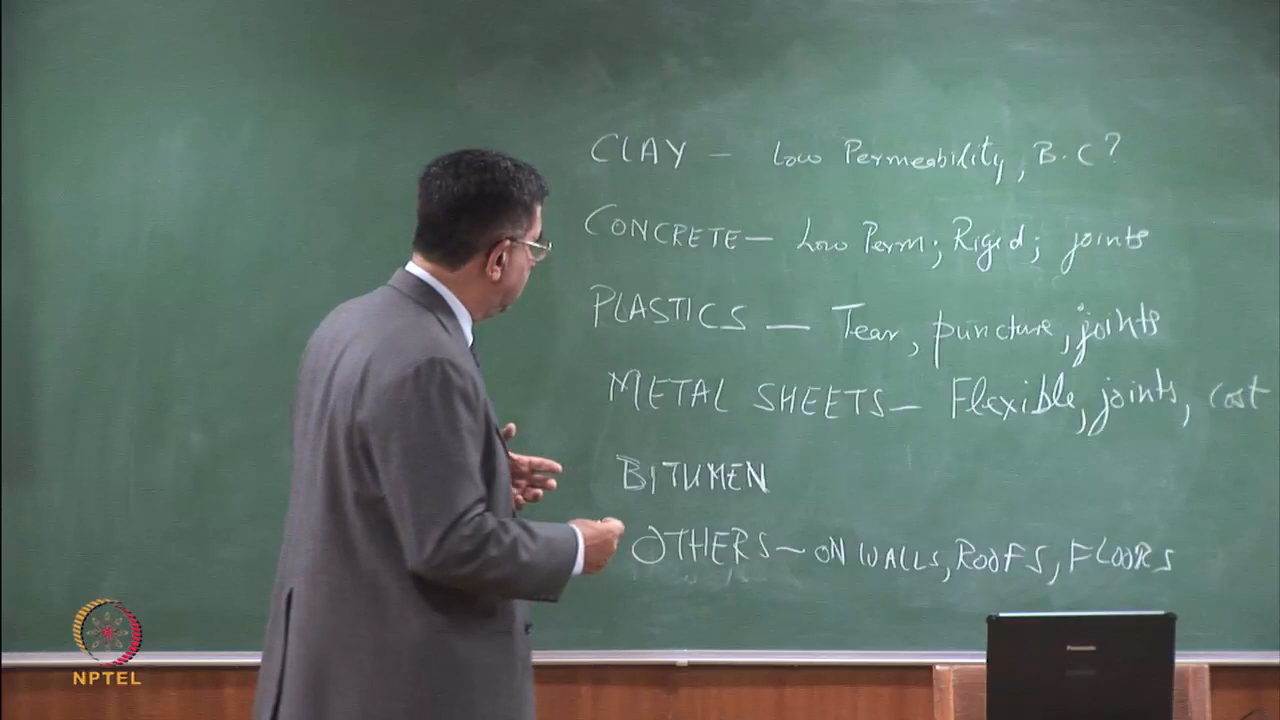 CLAY - Low Permeability, B.C?
CONCRETE - Low Perm; Rigid; joints
PLASTICS - Tear, puncture, joints
METAL SHEETS - Flexible, joints, cost
BITUMEN
OTHERS - ON WALLS, ROOFS, FLOORS
Panasonic
NPTEL